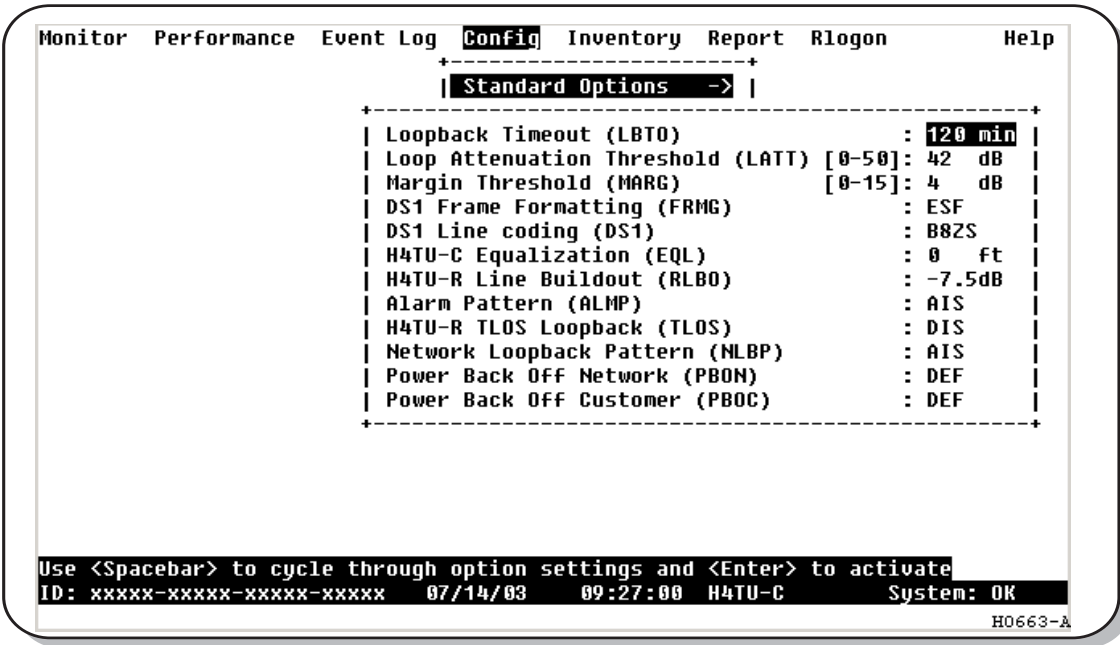 Monitor  Performance  Event Log  Config  Inventory  Report  Rlogon  Help
Standard Options  ->
Loopback Timeout (LBTO) : 120 min
Loop Attenuation Threshold (LATT) [0-50]: 42 dB
Margin Threshold (MARG) [0-15]: 4 dB
DS1 Frame Formatting (FRMG) : ESF
DS1 Line coding (DS1) : B8ZS
H4TU-C Equalization (EQL) : 0 ft
H4TU-R Line Buildout (RLBO) : -7.5dB
Alarm Pattern (ALMP) : AIS
H4TU-R TLOS Loopback (TLOS) : DIS
Network Loopback Pattern (NLBP) : AIS
Power Back Off Network (PBON) : DEF
Power Back Off Customer (PBOC) : DEF
Use <Spacebar> to cycle through option settings and <Enter> to activate
ID: xxxxx-xxxxx-xxxxx-xxxxx  07/14/03  09:27:00  H4TU-C  System: OK
H0663-A